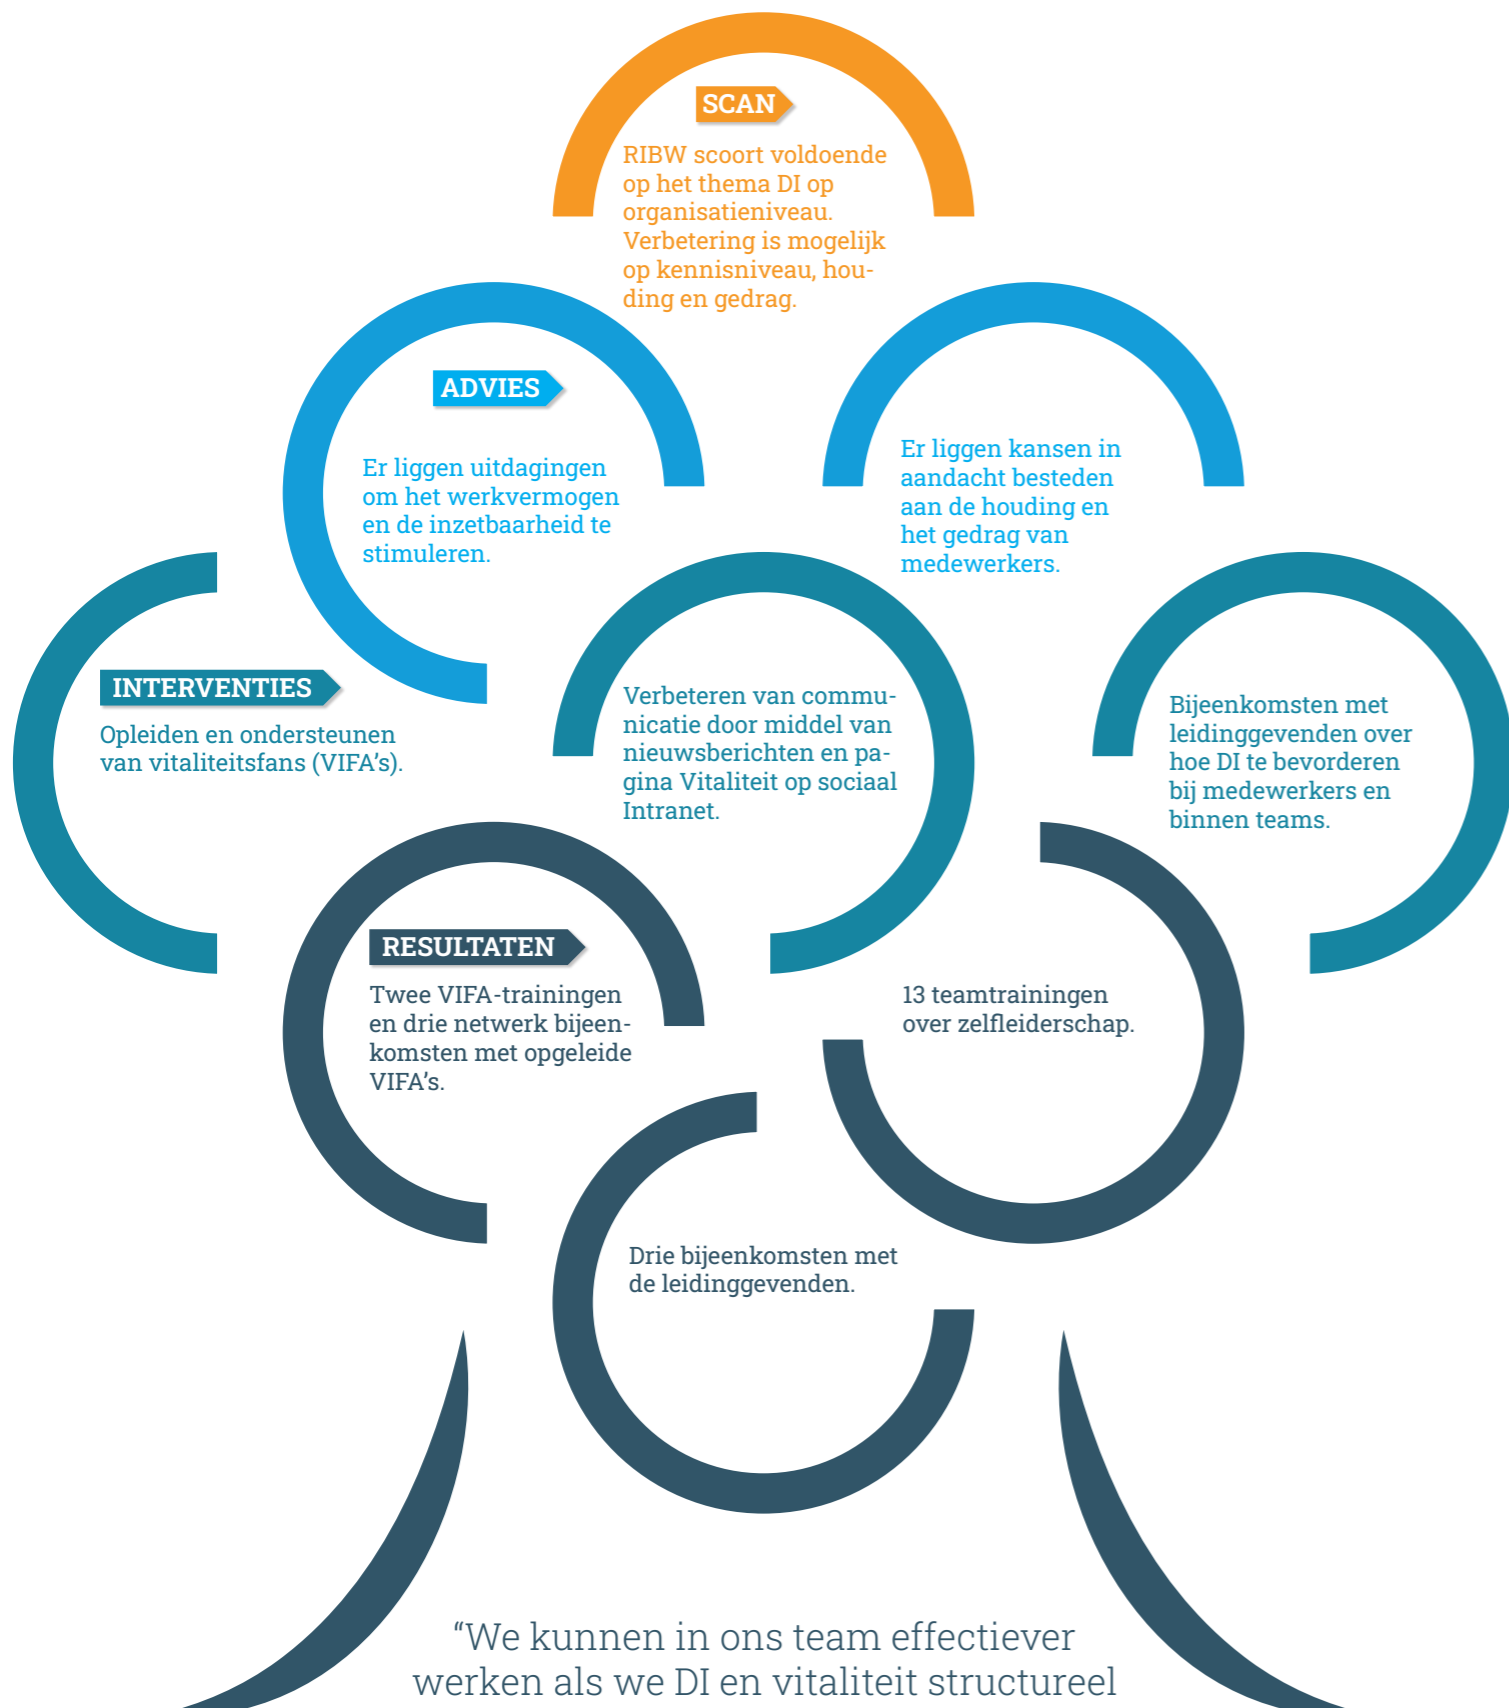 SCAN
RIBW scoort voldoende
op het thema DI op
organisatieniveau.
Verbetering is mogelijk
op kennisniveau, hou-
ding en gedrag.
ADVIES
Er liggen uitdagingen
om het werkvermogen
en de inzetbaarheid te
stimuleren.
Er liggen kansen in
aandacht besteden
aan de houding en
het gedrag van
medewerkers.
INTERVENTIES
Opleiden en ondersteunen
van vitaliteitsfans (VIFA's).
Verbeteren van commu-
nicatie door middel van
nieuwsberichten en pa-
gina Vitaliteit op sociaal
Intranet.
Bijeenkomsten met
leidinggevenden over
hoe DI te bevorderen
bij medewerkers en
binnen teams.
RESULTATEN
Twee VIFA-trainingen
en drie netwerk bijeen-
komsten met opgeleide
VIFA's.
13 teamtrainingen
over zelfleiderschap.
Drie bijeenkomsten met
de leidinggevenden.
“We kunnen in ons team effectiever
werken als we DI en vitaliteit structureel